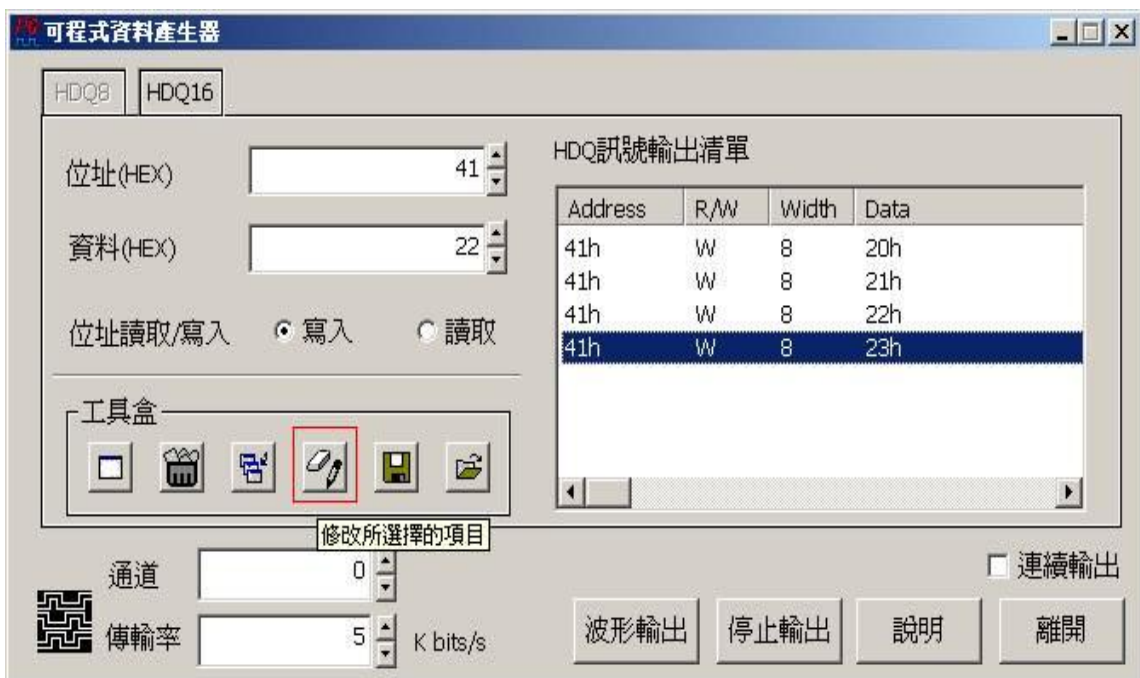 可程式資料產生器
HDQ8 HDQ16
位址(HEX) 41
資料(HEX) 22
位址讀取/寫入 寫入 讀取
工具盒
修改所選擇的項目
HDQ訊號輸出清單
Address R/W Width Data
41h W 8 20h
41h W 8 21h
41h W 8 22h
41h W 8 23h
通道 0
傳輸率 5 K bits/s
連續輸出
波形輸出 停止輸出 說明 離開